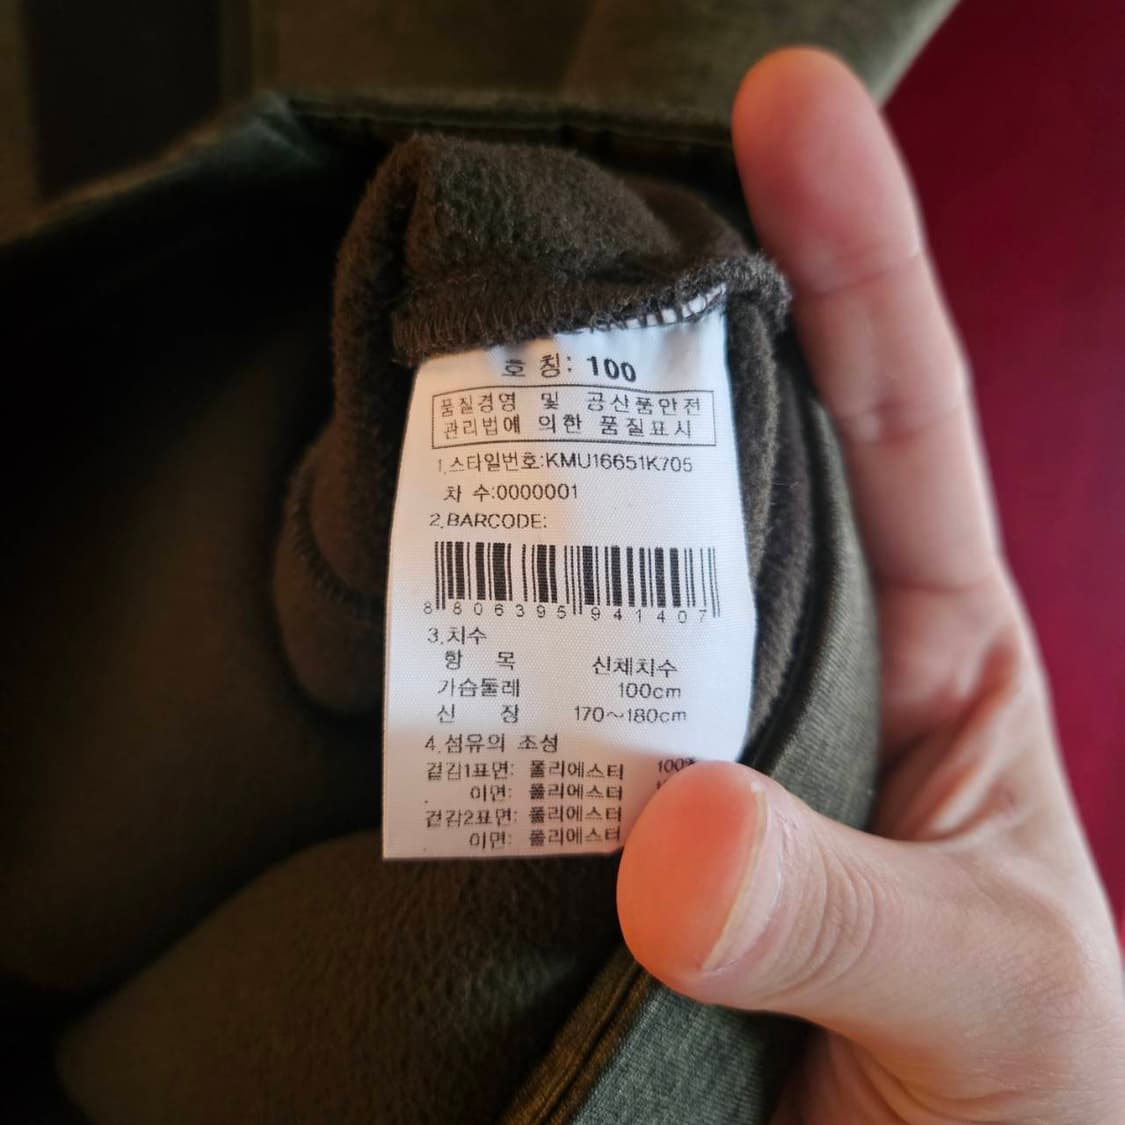 호 칭: 100
품질경영 및 공산품안전
관리법에 의한 품질표시
1.스타일번호:KMU16651K705
차 수:0000001
2.BARCODE:
8 806395 941407
3.치수
항 목 신체치수
가슴둘레 100cm
신 장 170~180cm
4.섬유의 조성
겉감1표면: 폴리에스터 100%
이면: 폴리에스터
겉감2표면: 폴리에스터
이면: 폴리에스터